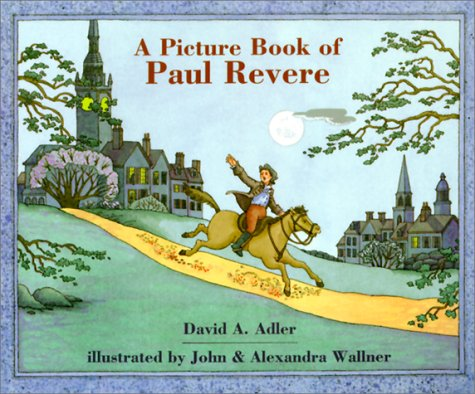 A Picture Book of
Paul Revere
David A. Adler
illustrated by John & Alexandra Wallner